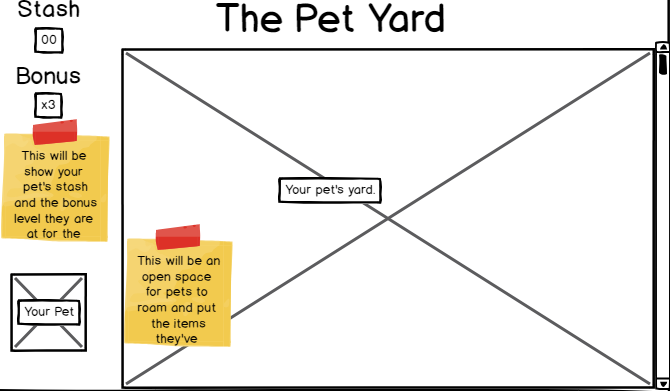 Stash
The Pet Yard
00
Bonus
x3
This will be
show your
pet's stash
and the bonus
level they are
at for the
Your pet's yard.
This will be an
open space
for pets to
roam and put
the items
they've
Your Pet